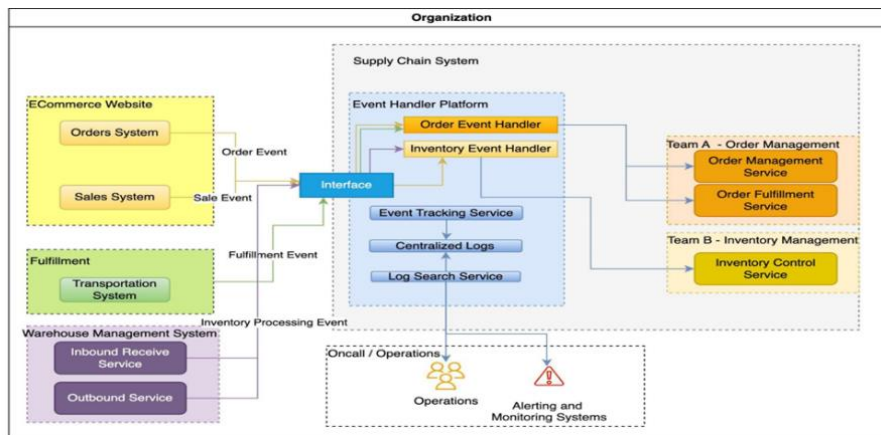 Organization
Supply Chain System
ECommerce Website
Orders System
Order Event
Sales System
Sale Event
Interface
Event Handler Platform
Order Event Handler
Inventory Event Handler
Event Tracking Service
Centralized Logs
Log Search Service
Team A - Order Management
Order Management
Service
Order Fulfillment
Service
Team B - Inventory Management
Inventory Control
Service
Fulfillment
Fulfillment Event
Transportation
System
Inventory Processing Event
Warehouse Management System
Inbound Receive
Service
Outbound Service
Oncall / Operations
Operations
Alerting and
Monitoring Systems